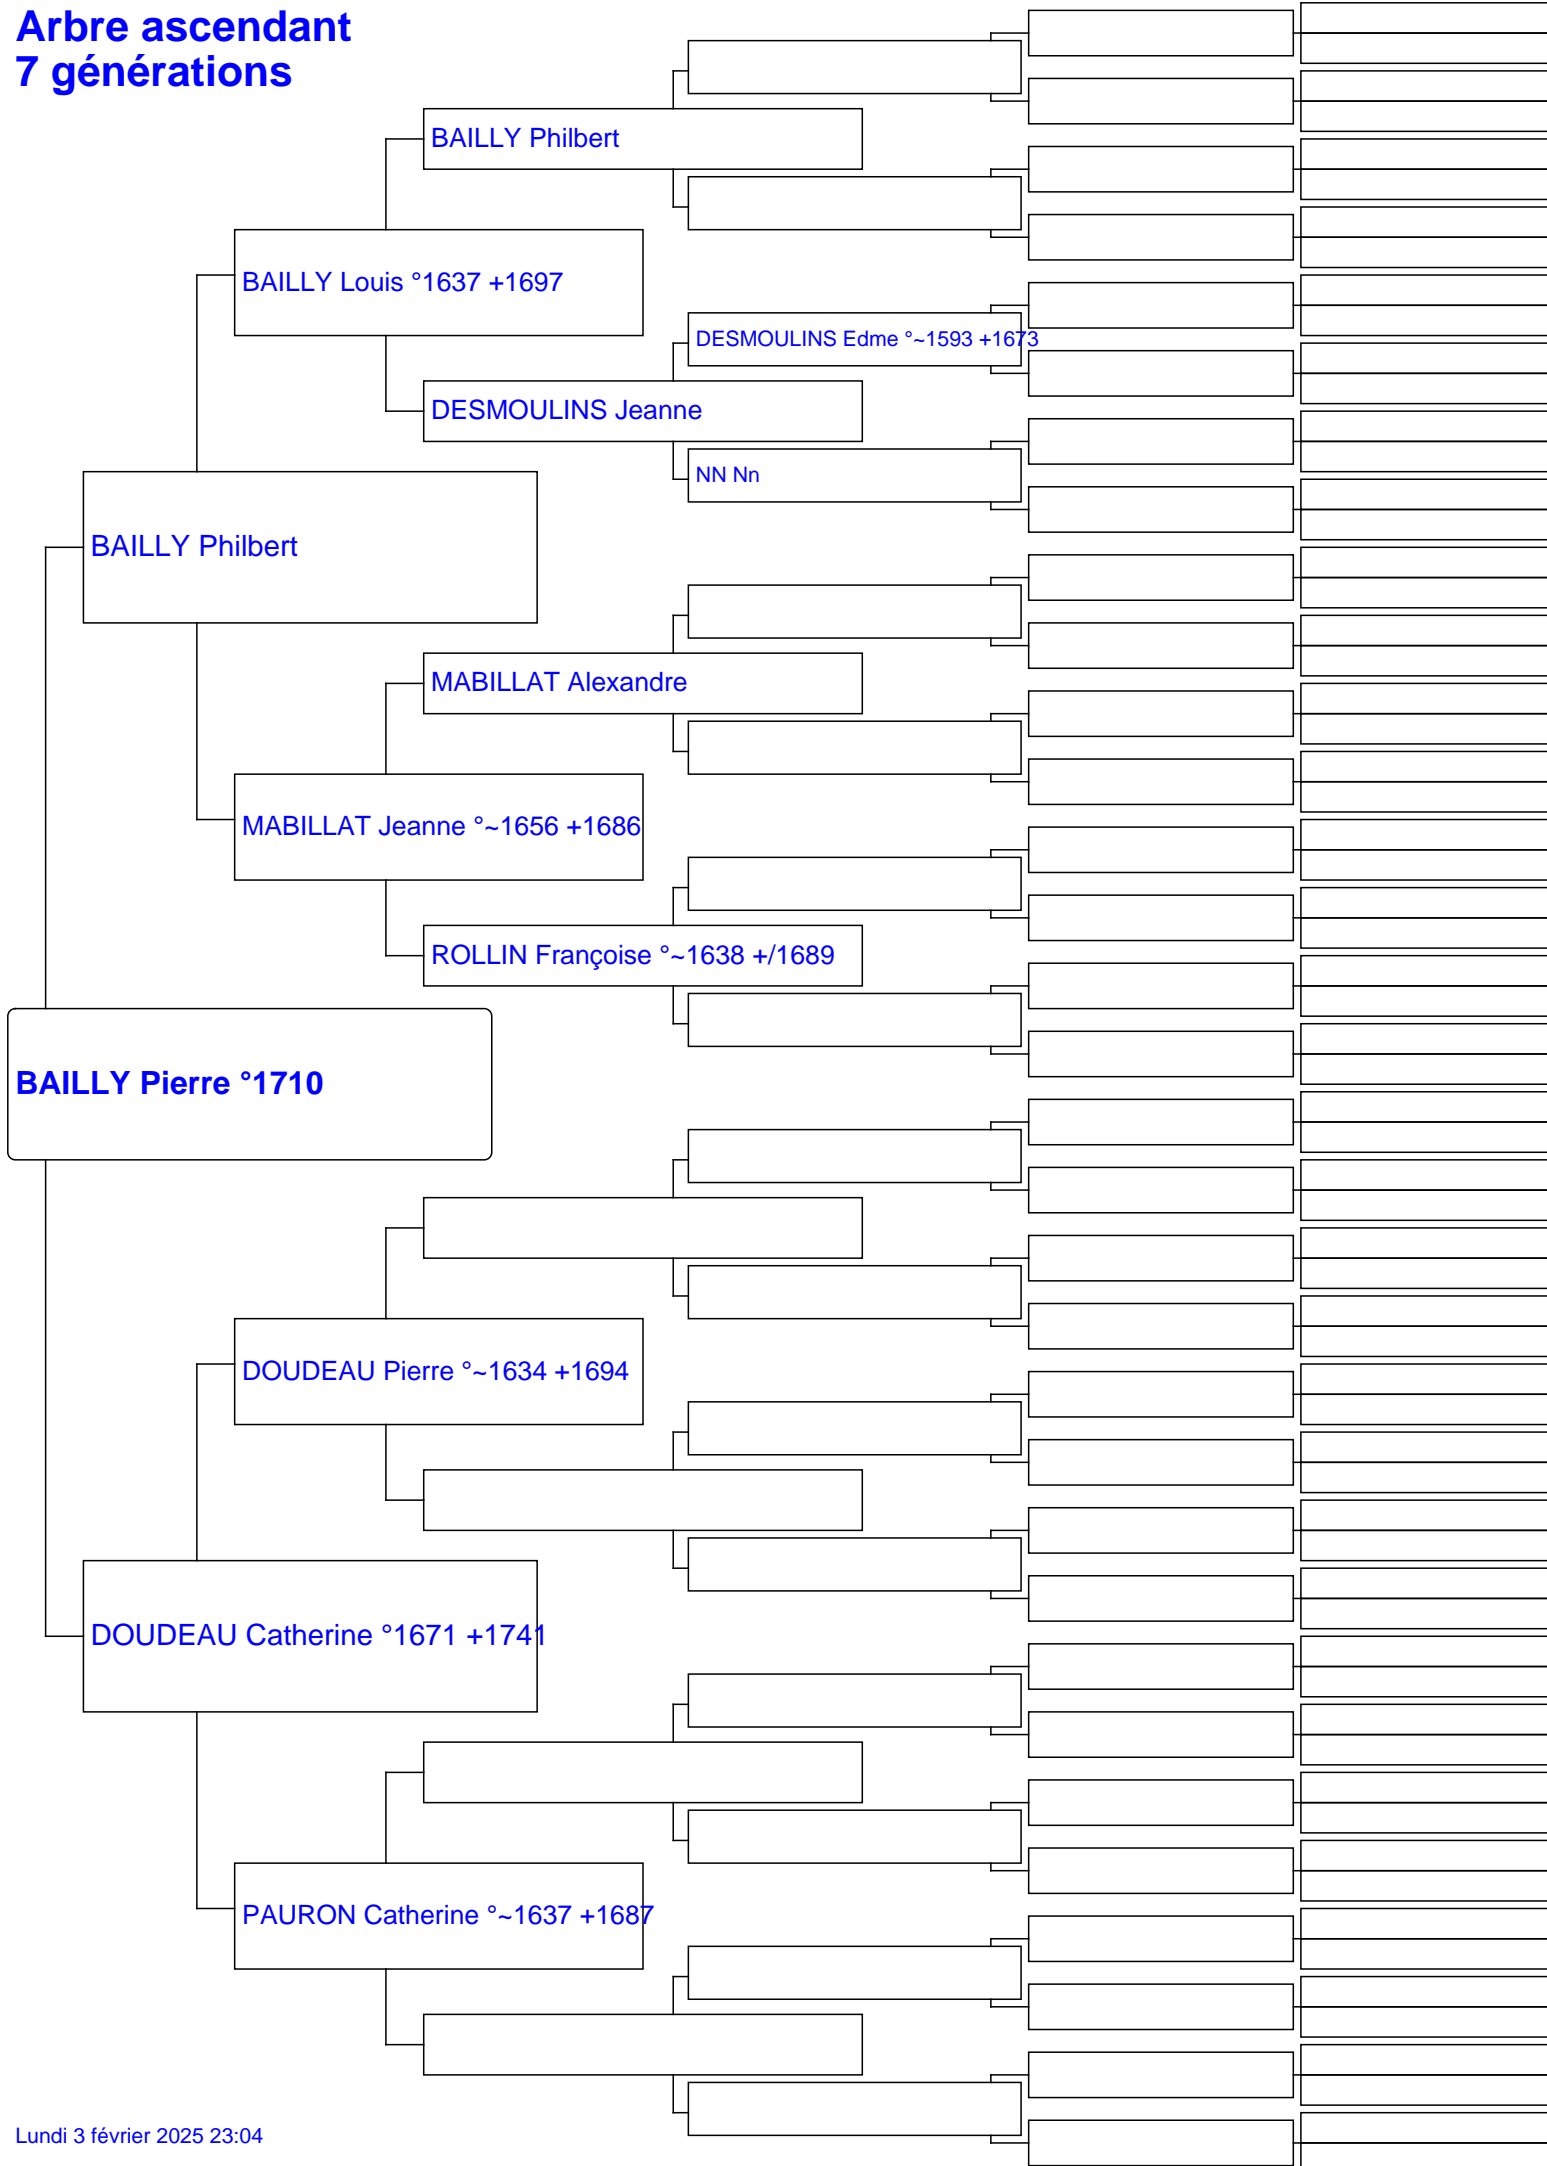 Arbre ascendant
7 générations
BAILLY Philbert
BAILLY Louis °1637 +1697
DESMOULINS Edme °~1593 +1673
DESMOULINS Jeanne
NN Nn
BAILLY Philbert
MABILLAT Alexandre
MABILLAT Jeanne °~1656 +1686
ROLLIN Françoise °~1638 +/1689
BAILLY Pierre °1710
DOUDEAU Pierre °~1634 +1694
DOUDEAU Catherine °1671 +1741
PAURON Catherine °~1637 +1687
Lundi 3 février 2025 23:04